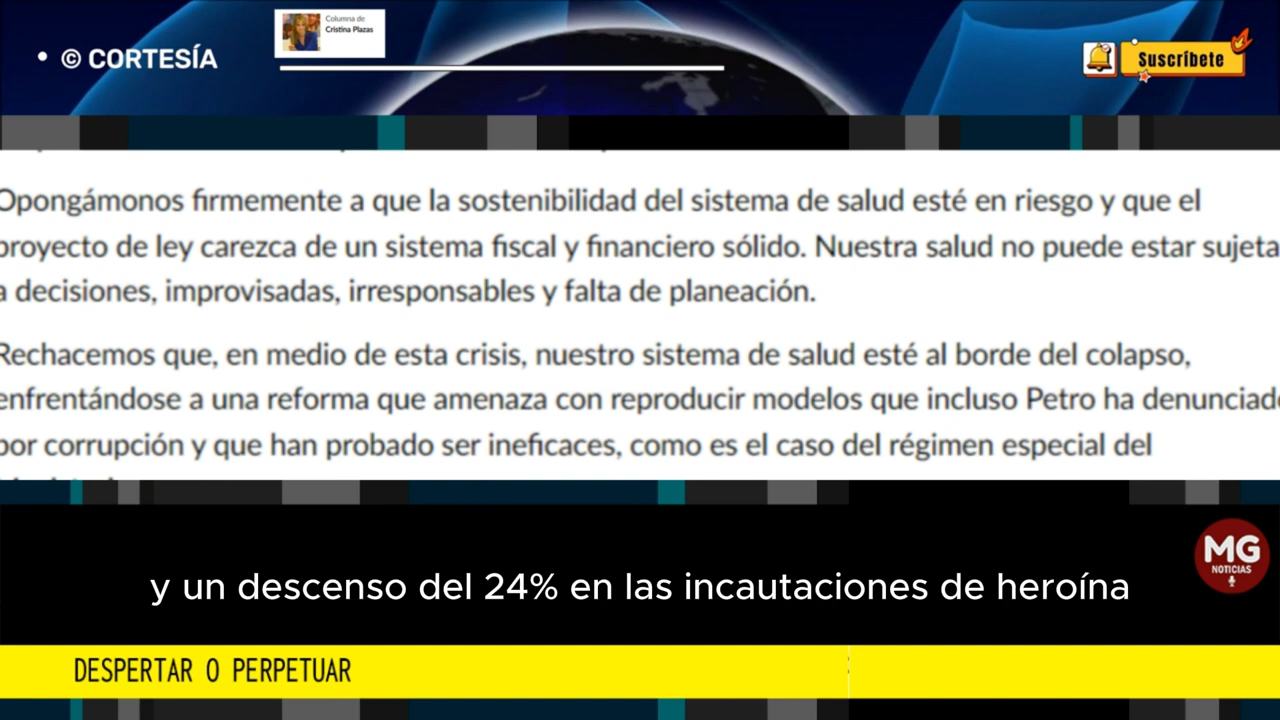 • © CORTESÍA
Columna de
Cristina Plazas
Suscríbete
Opongámonos firmemente a que la sostenibilidad del sistema de salud esté en riesgo y que el
proyecto de ley carezca de un sistema fiscal y financiero sólido. Nuestra salud no puede estar sujeta
a decisiones, improvisadas, irresponsables y falta de planeación.
Rechacemos que, en medio de esta crisis, nuestro sistema de salud esté al borde del colapso,
enfrentándose a una reforma que amenaza con reproducir modelos que incluso Petro ha denunciado
por corrupción y que han probado ser ineficaces, como es el caso del régimen especial del
MG
NOTICIAS
y un descenso del 24% en las incautaciones de heroína
DESPERTAR O PERPETUAR